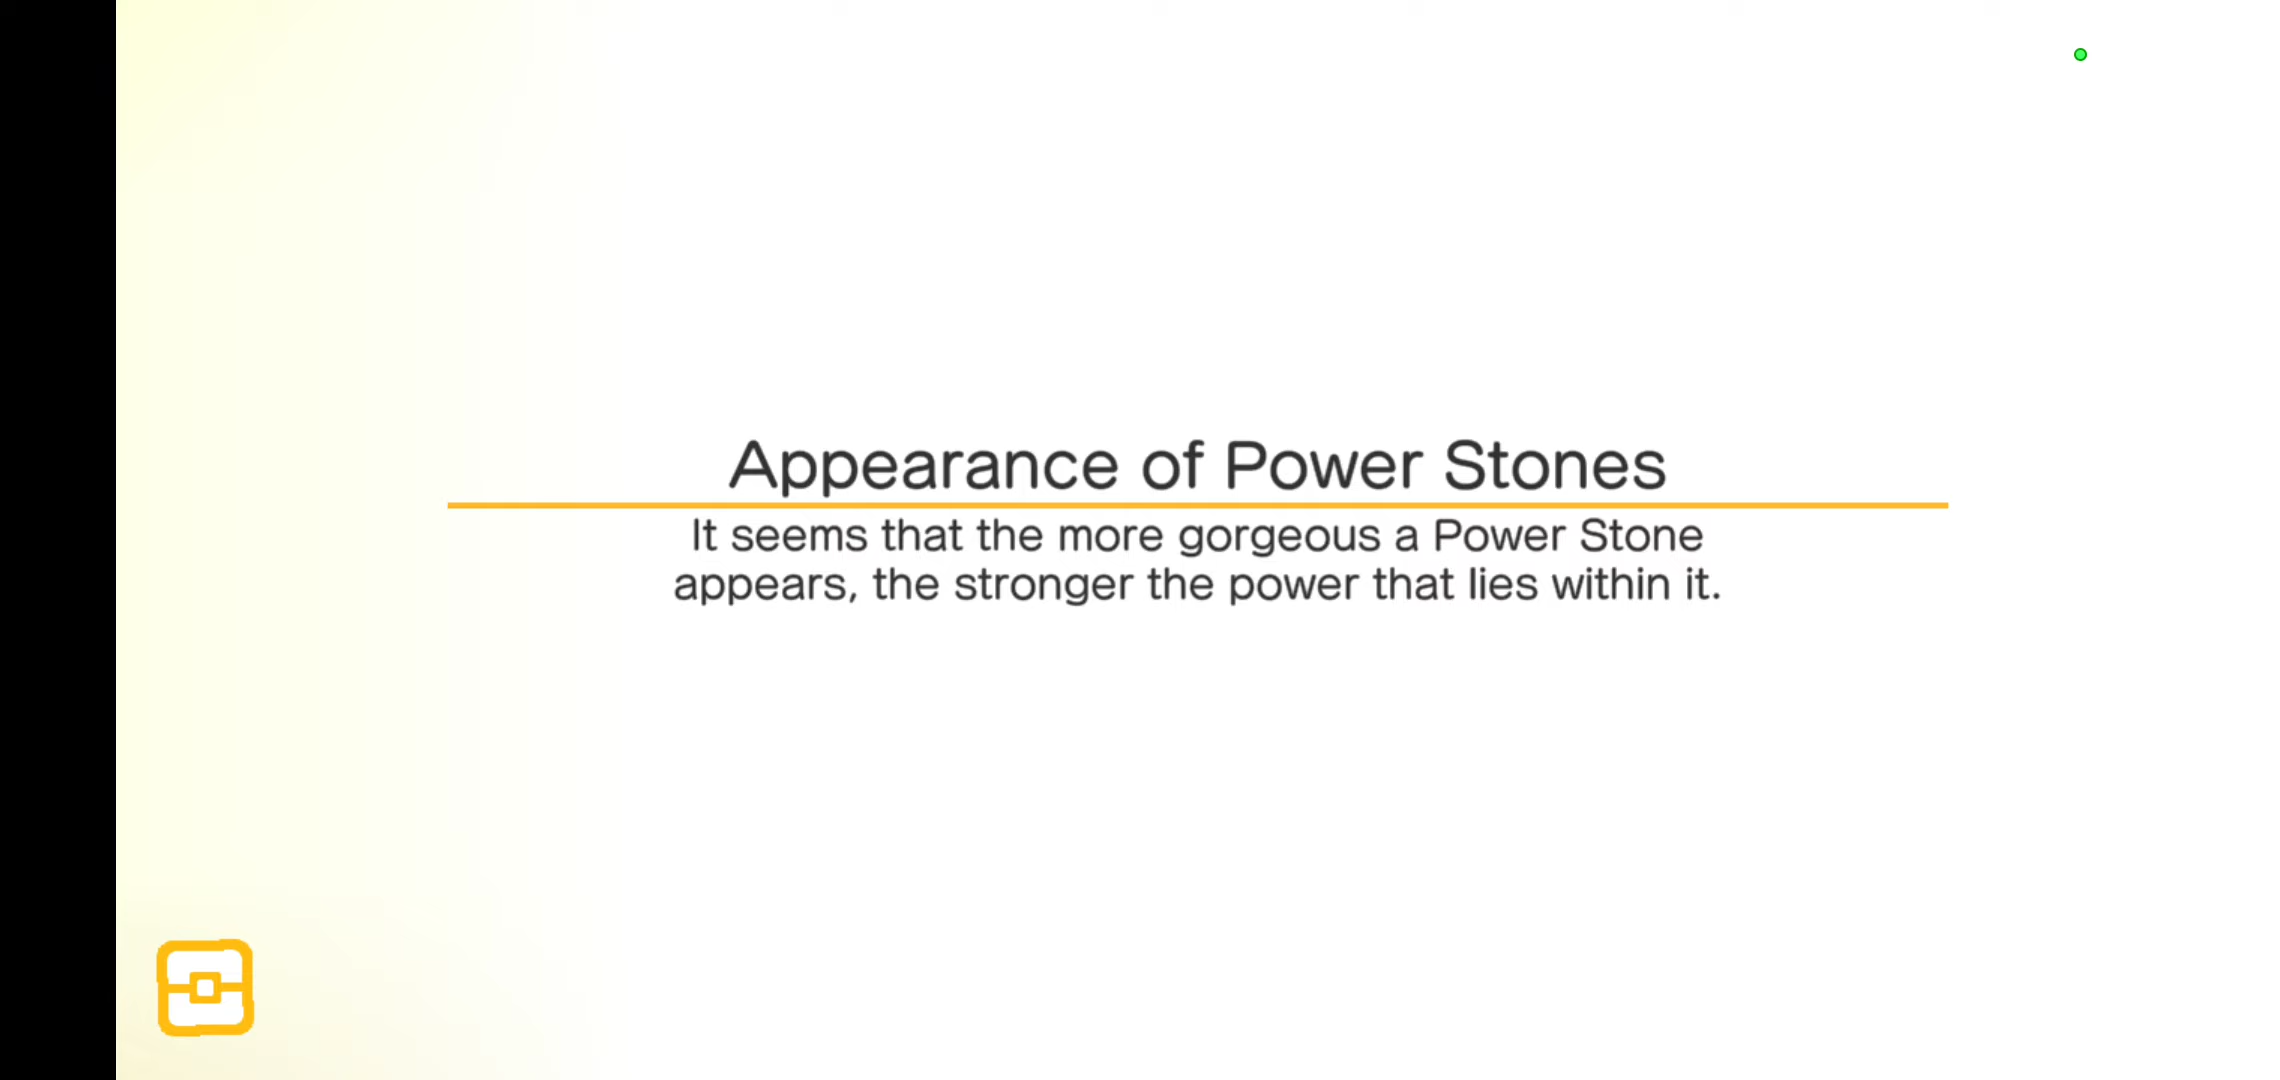 Appearance of Power Stones
It seems that the more gorgeous a Power Stone
appears, the stronger the power that lies within it.